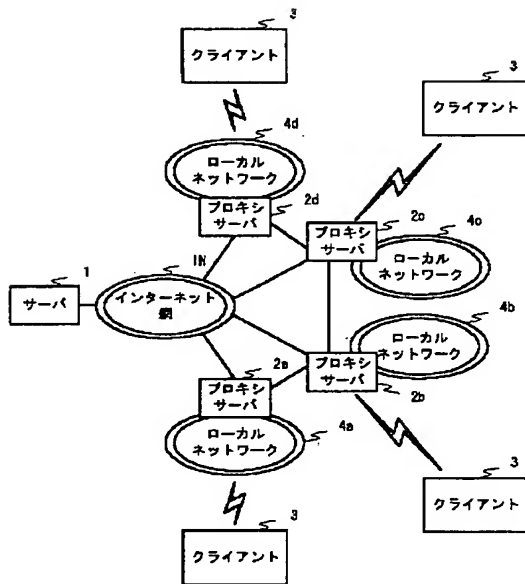 3
クライアント
3
クライアント
4d
ローカル
ネットワーク
プロキシ
サーバ
2d
プロキシ
サーバ
2c
4c
ローカル
ネットワーク
IN
1
サーバ
インターネット
網
4b
ローカル
ネットワーク
2a
プロキシ
サーバ
プロキシ
サーバ
2b
ローカル
ネットワーク
4a
3
クライアント
3
クライアント